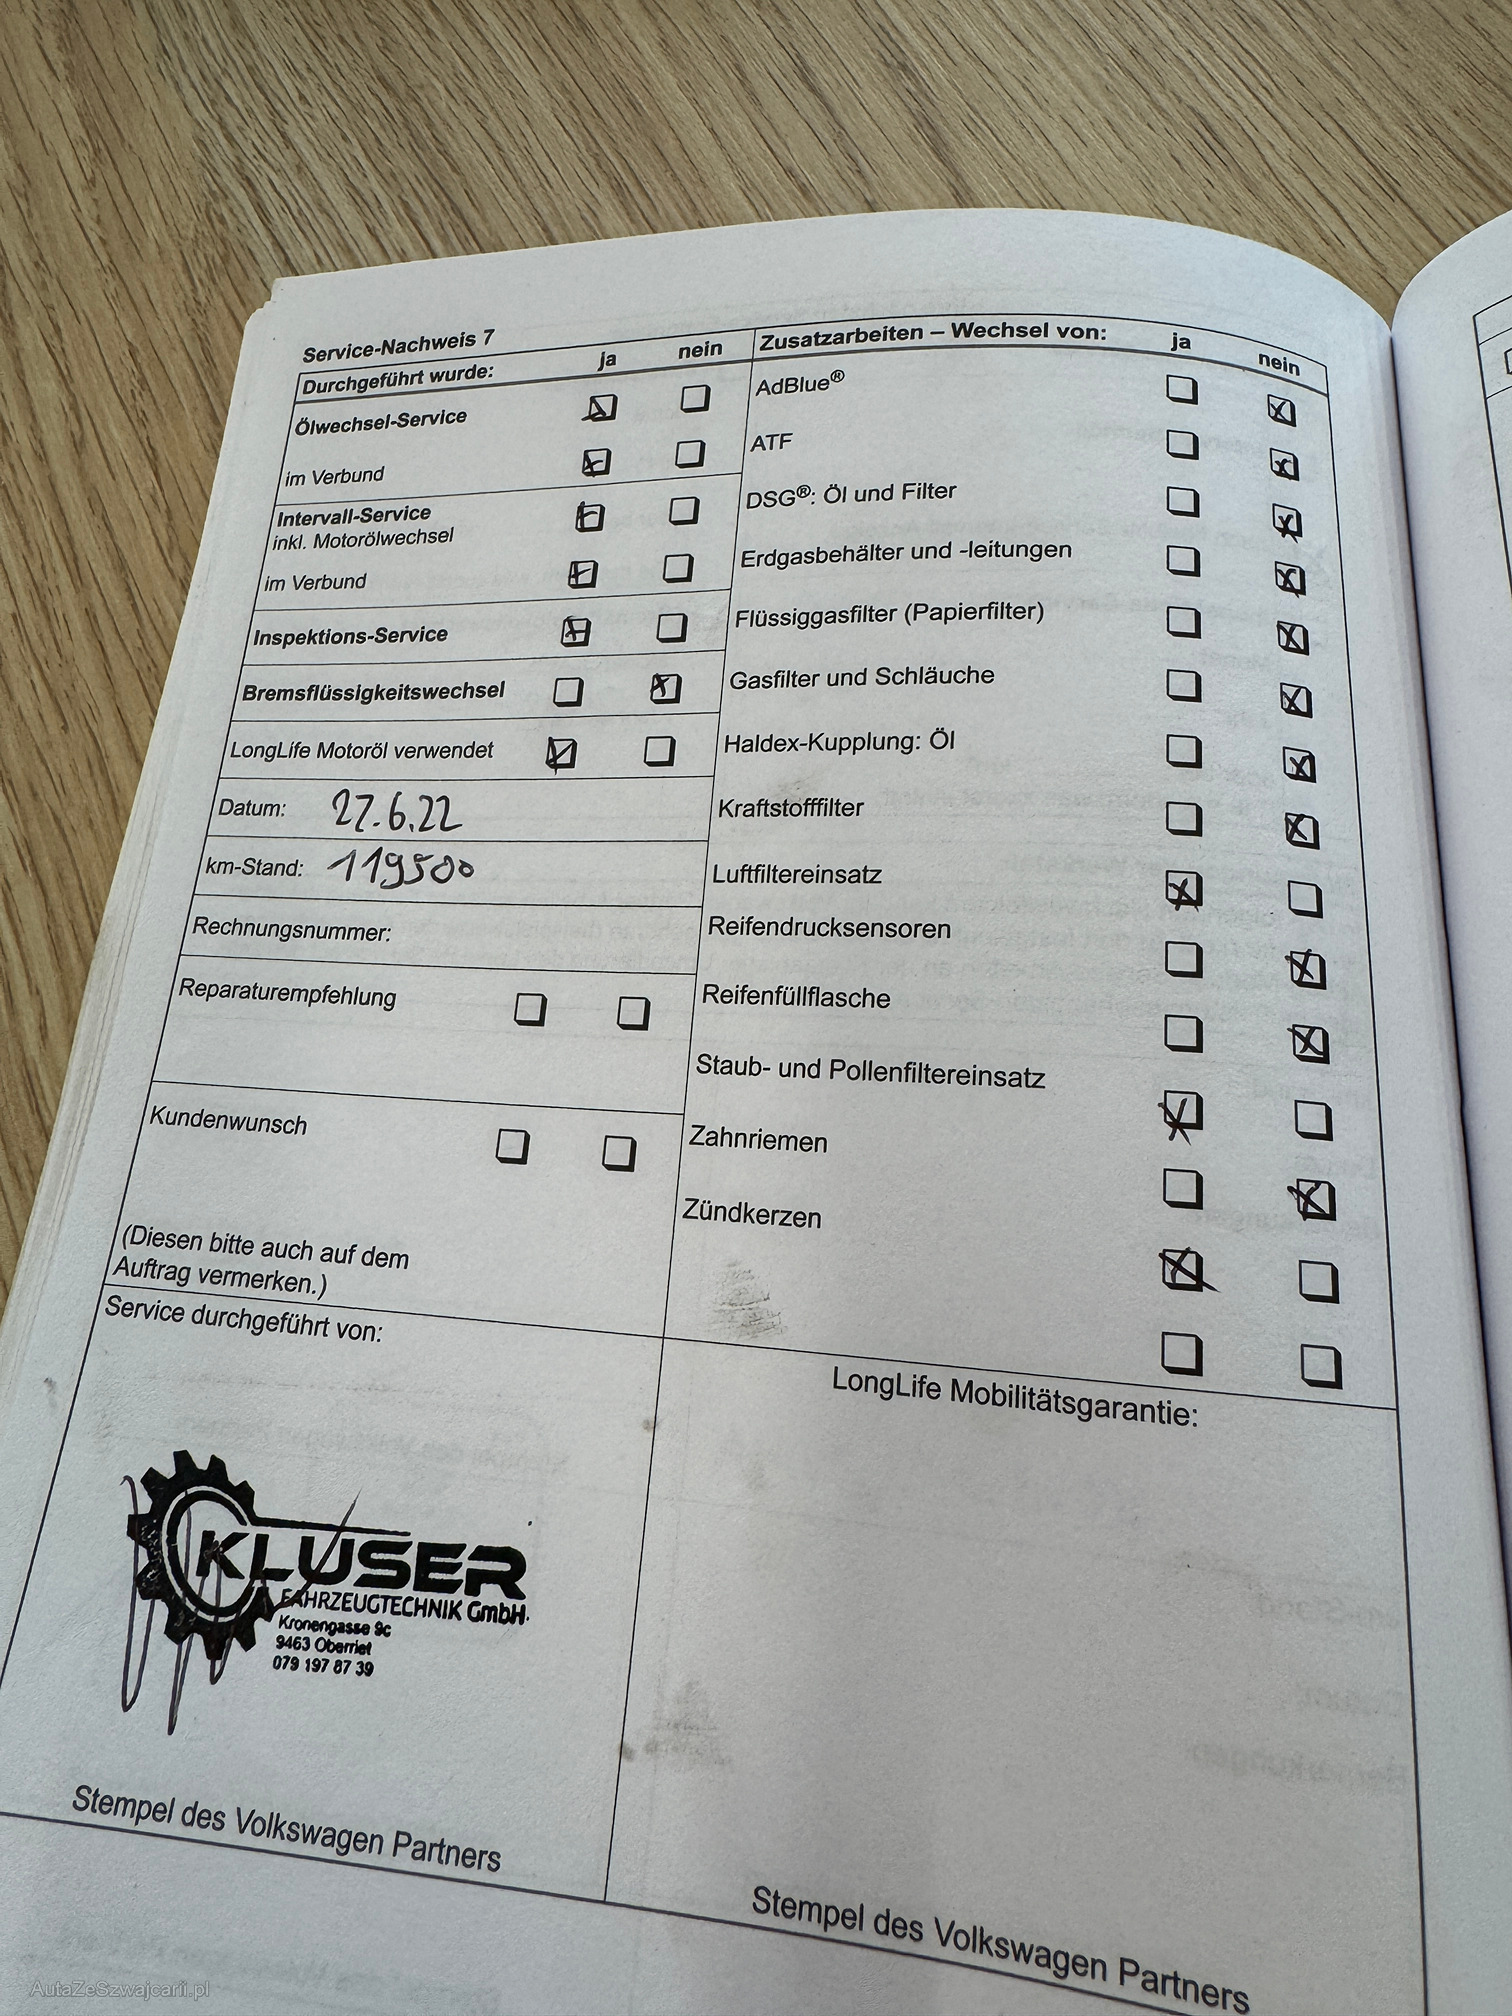 Service-Nachweis 7
Durchgeführt wurde: ja nein
Ölwechsel-Service
im Verbund
Intervall-Service
inkl. Motorölwechsel
im Verbund
Inspektions-Service
Bremsflüssigkeitswechsel
LongLife Motoröl verwendet
Datum: 27.6.22
km-Stand: 119500
Rechnungsnummer:
Reparaturempfehlung
Kundenwunsch
(Diesen bitte auch auf dem
Auftrag vermerken.)
Service durchgeführt von:
KLUSER
FAHRZEUGTECHNIK GmbH
Kronengasse 9c
9463 Oberriet
079 197 87 39
Stempel des Volkswagen Partners
Zusatzarbeiten – Wechsel von: ja nein
AdBlue®
ATF
DSG®: Öl und Filter
Erdgasbehälter und -leitungen
Flüssiggasfilter (Papierfilter)
Gasfilter und Schläuche
Haldex-Kupplung: Öl
Kraftstofffilter
Luftfiltereinsatz
Reifendrucksensoren
Reifenfüllflasche
Staub- und Pollenfiltereinsatz
Zahnriemen
Zündkerzen
LongLife Mobilitätsgarantie:
Stempel des Volkswagen Partners
AutaZeSzwajcarii.pl